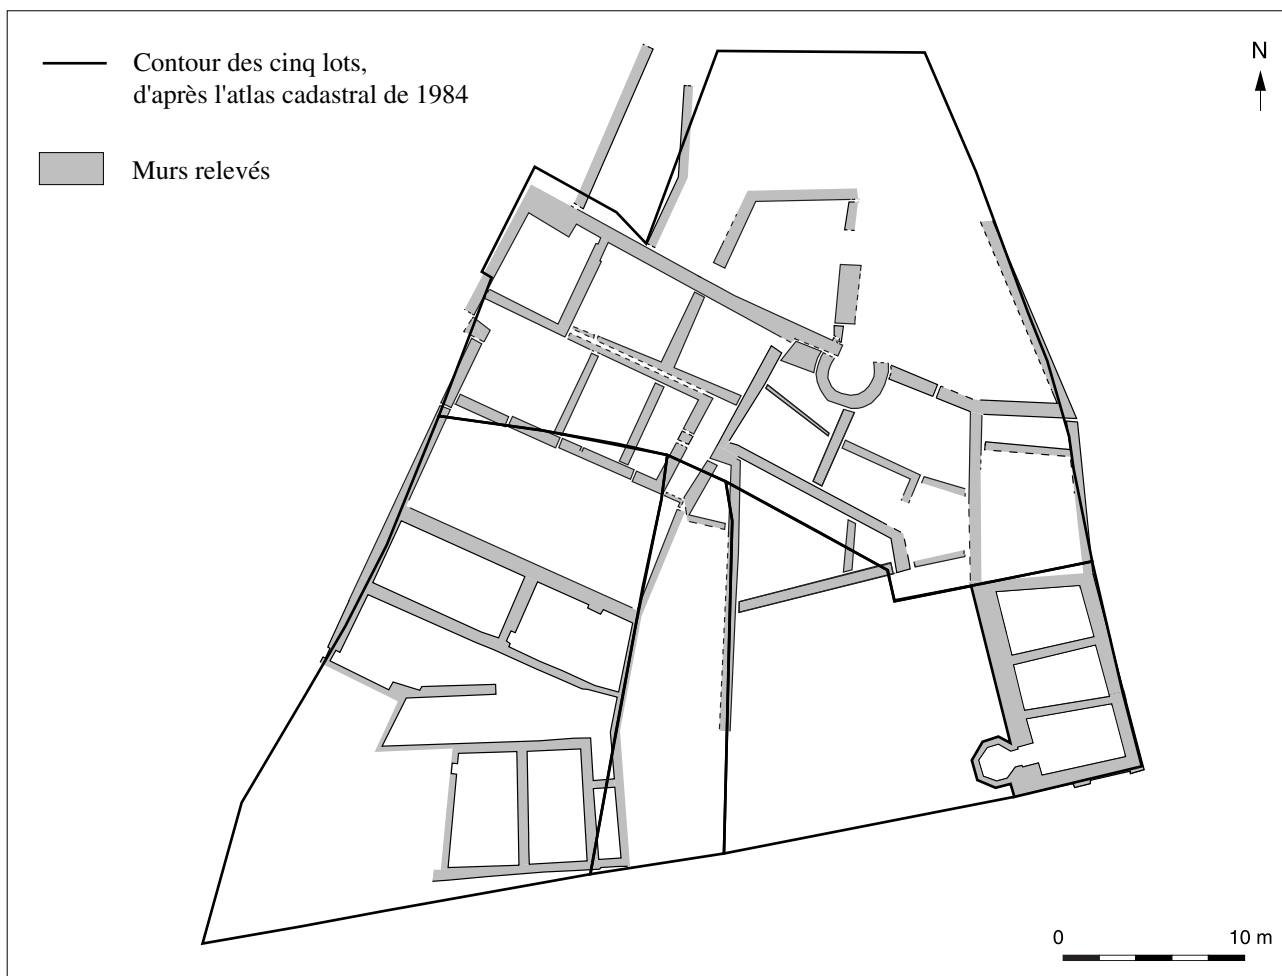 Contour des cinq lots,
d'après l'atlas cadastral de 1984
Murs relevés
N
0 10 m